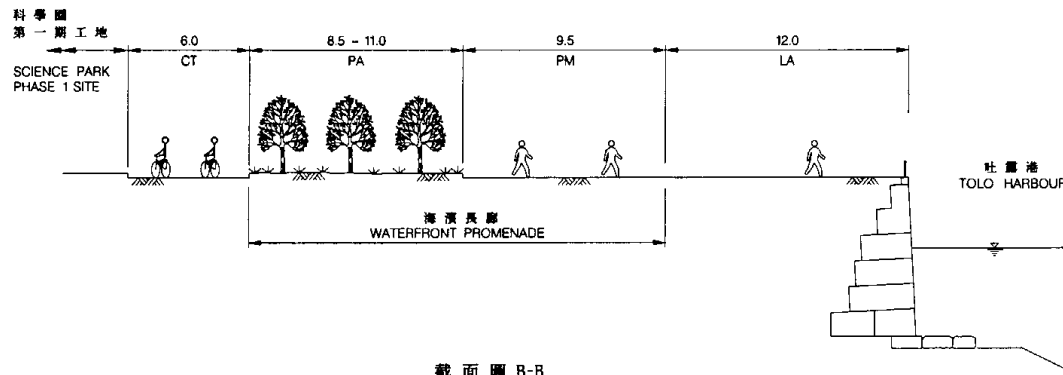 科學園
第一期工地
SCIENCE PARK
PHASE 1 SITE
6.0
CT
8.5 - 11.0
PA
9.5
PM
12.0
LA
吐露港
TOLO HARBOUR
海濱長廊
WATERFRONT PROMENADE
截面圖 B-B